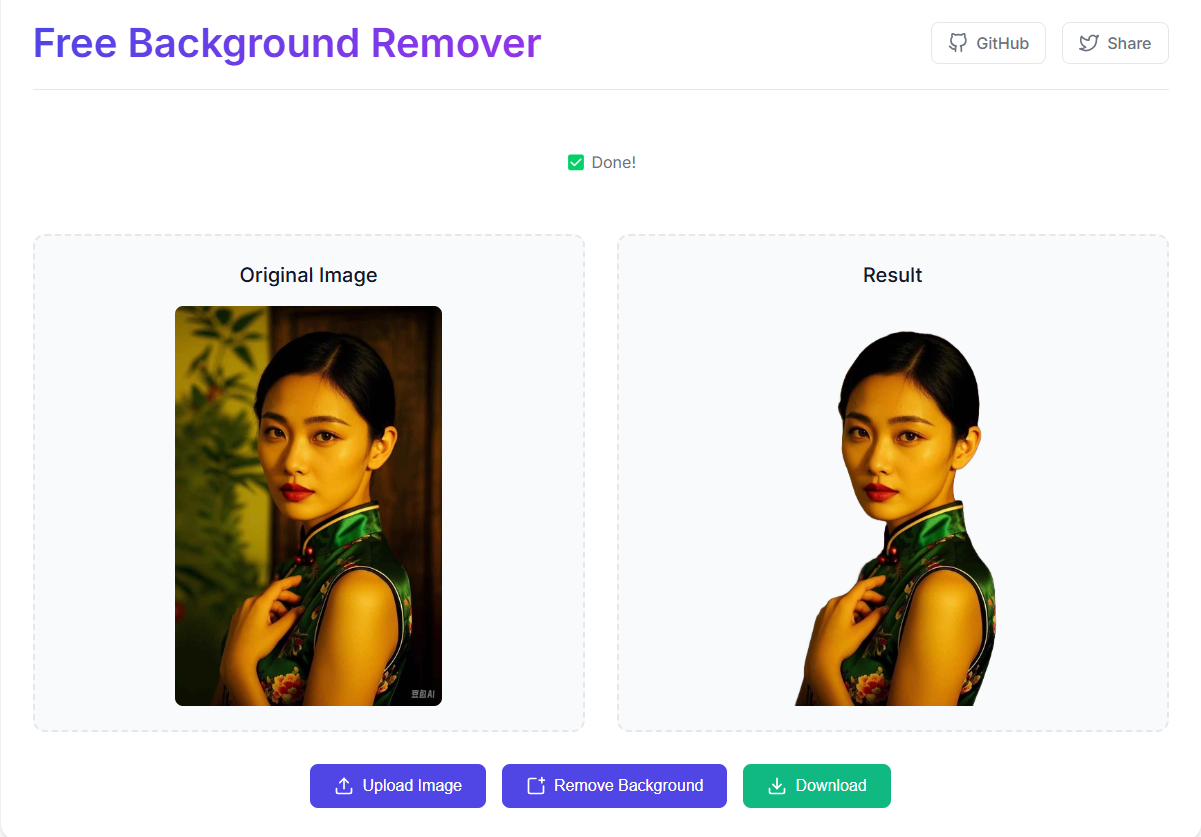 Free Background Remover
GitHub
Share
Done!
Original Image
Result
豆包AI
Upload Image
Remove Background
Download